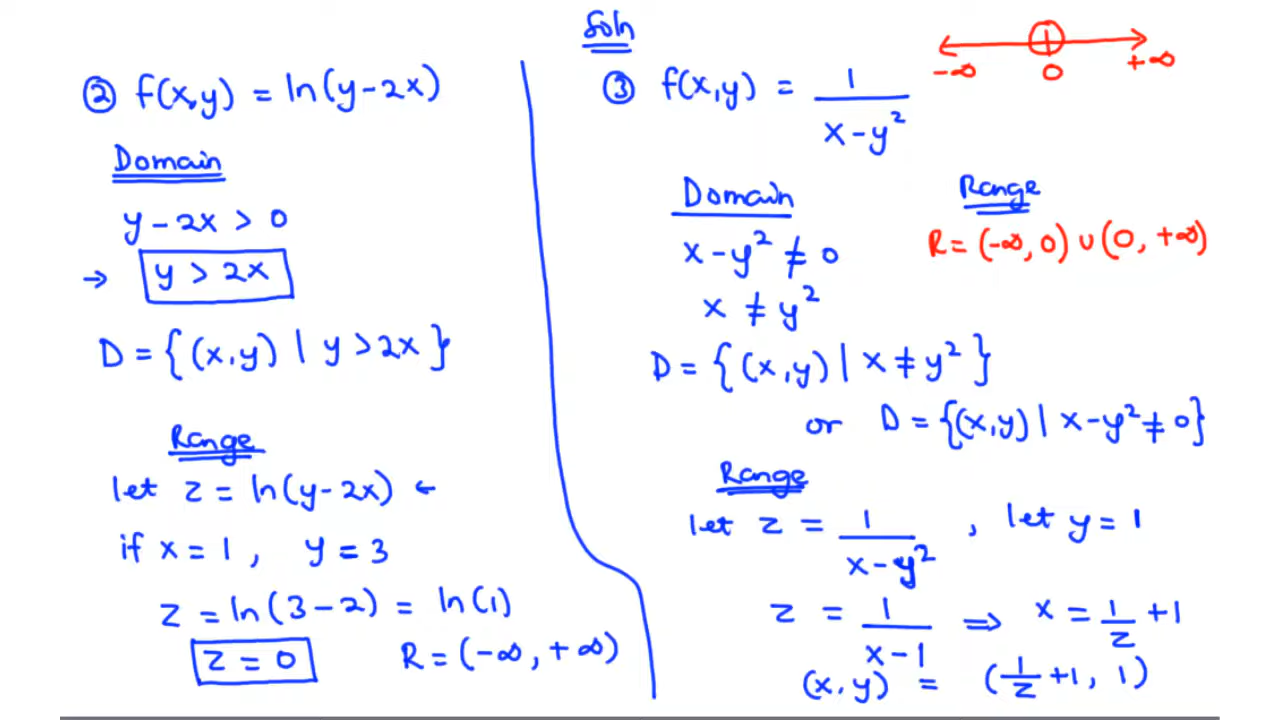 Soln
② f(x,y) = ln(y-2x)
Domain
y - 2x > 0
→ y > 2x
D = {(x,y) | y > 2x}
Range
let z = ln(y-2x) ←
if x = 1, y = 3
z = ln(3-2) = ln(1)
z = 0
R = (-∞, +∞)
③ f(x,y) = 1/(x-y²)
-∞ 0 +∞
Domain
x - y² ≠ 0
x ≠ y²
D = {(x,y) | x ≠ y²}
or D = {(x,y) | x-y² ≠ 0}
Range
R = (-∞, 0) ∪ (0, +∞)
Range
let z = 1/(x-y²), let y = 1
z = 1/(x-1) ⇒ x = 1/z + 1
(x,y) = (1/z + 1, 1)